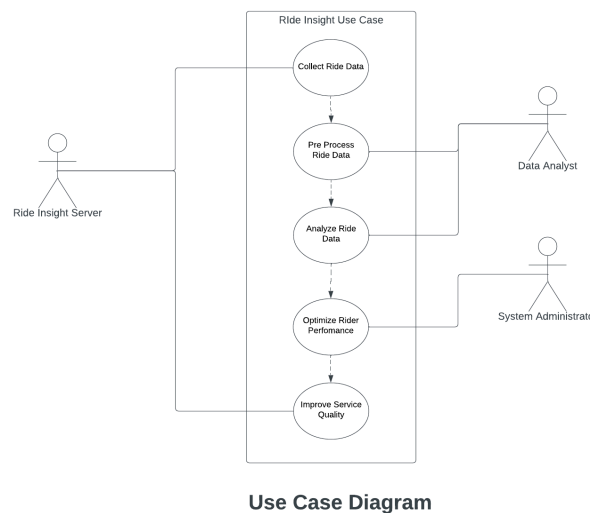 RIde Insight Use Case
Collect Ride Data
Pre Process
Ride Data
Data Analyst
Ride Insight Server
Analyze Ride
Data
Optimize Rider
Perfomance
System Administrato
Improve Service
Quality
Use Case Diagram